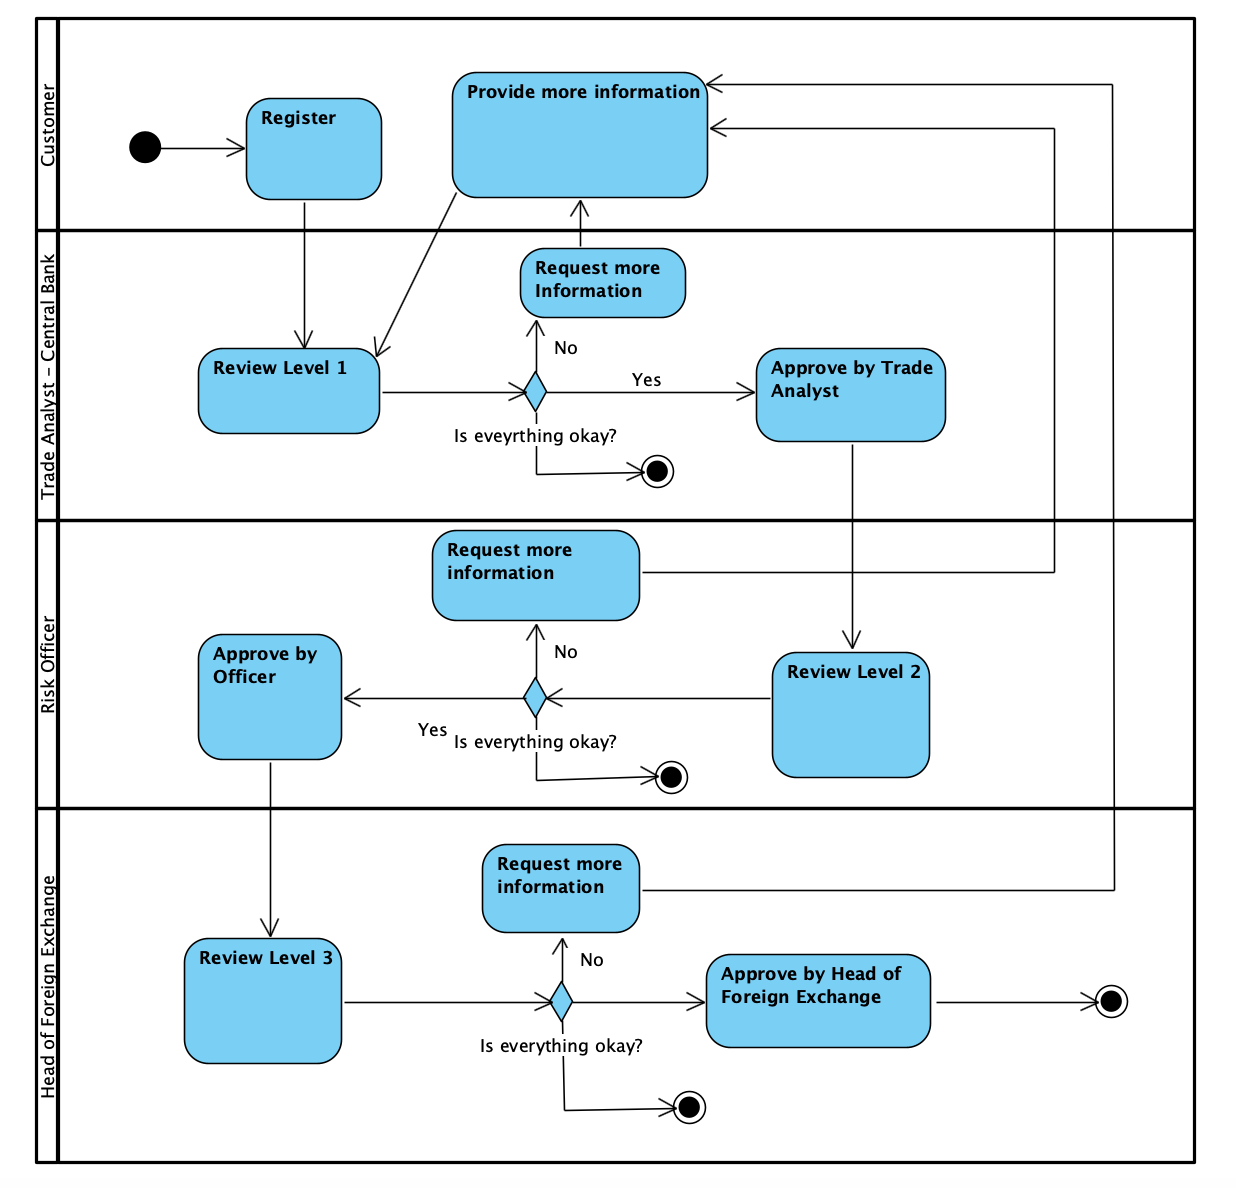 Customer
Register
Provide more information
Trade Analyst – Central Bank
Request more
Information
No
Review Level 1
Yes
Approve by Trade
Analyst
Is eveyrthing okay?
Risk Officer
Request more
information
No
Approve by
Officer
Review Level 2
Yes
Is everything okay?
Head of Foreign Exchange
Request more
information
No
Review Level 3
Approve by Head of
Foreign Exchange
Is everything okay?